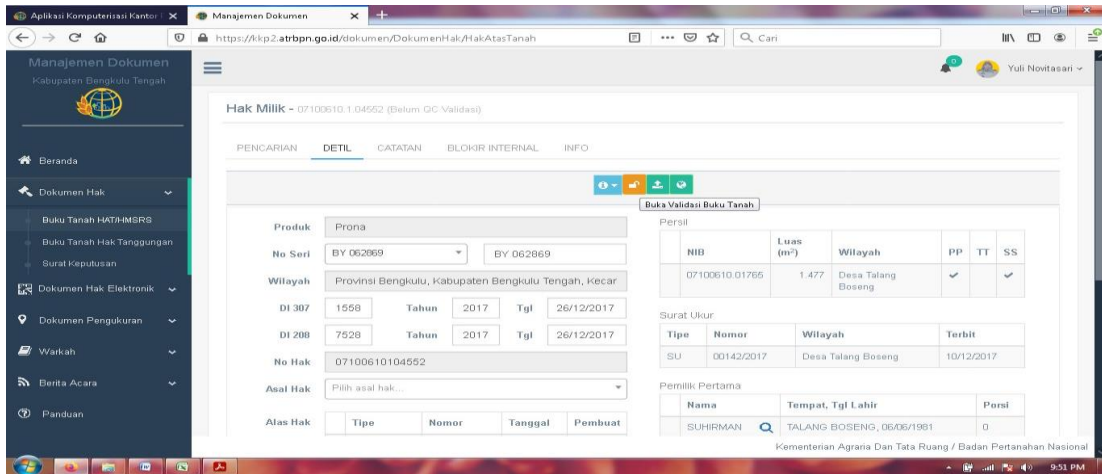 Aplikasi Komputerisasi Kantor
Manajemen Dokumen
https://kkp2.atrbpn.go.id/dokumen/DokumenHak/HakAtasTanah
Cari
Manajemen Dokumen
Kabupaten Bengkulu Tengah
0
Yuli Novitasari
Hak Milik - 07100610.1.04552 (Belum QC Validasi)
PENCARIAN DETIL CATATAN BLOKIR INTERNAL INFO
Beranda
Dokumen Hak
Buku Tanah HAT/HMSRS
Buku Tanah Hak Tanggungan
Surat Keputusan
Dokumen Hak Elektronik
Dokumen Pengukuran
Warkah
Berita Acara
Panduan
Buka Validasi Buku Tanah
Produk Prona
No Seri BY 062869 BY 062869
Wilayah Provinsi Bengkulu, Kabupaten Bengkulu Tengah, Kecar
DI 307 1558 Tahun 2017 Tgl 26/12/2017
DI 208 7528 Tahun 2017 Tgl 26/12/2017
No Hak 07100610104552
Asal Hak Pilih asal hak...
Alas Hak Tipe Nomor Tanggal Pembuat
Persil
NIB Luas (m²) Wilayah PP TT SS
07100610.01765 1.477 Desa Talang Boseng
Surat Ukur
Tipe Nomor Wilayah Terbit
SU 00142/2017 Desa Talang Boseng 10/12/2017
Pemilik Pertama
Nama Tempat, Tgl Lahir Porsi
SUHIRMAN TALANG BOSENG, 06/06/1981 0
Kementerian Agraria Dan Tata Ruang / Badan Pertanahan Nasional
9:51 PM